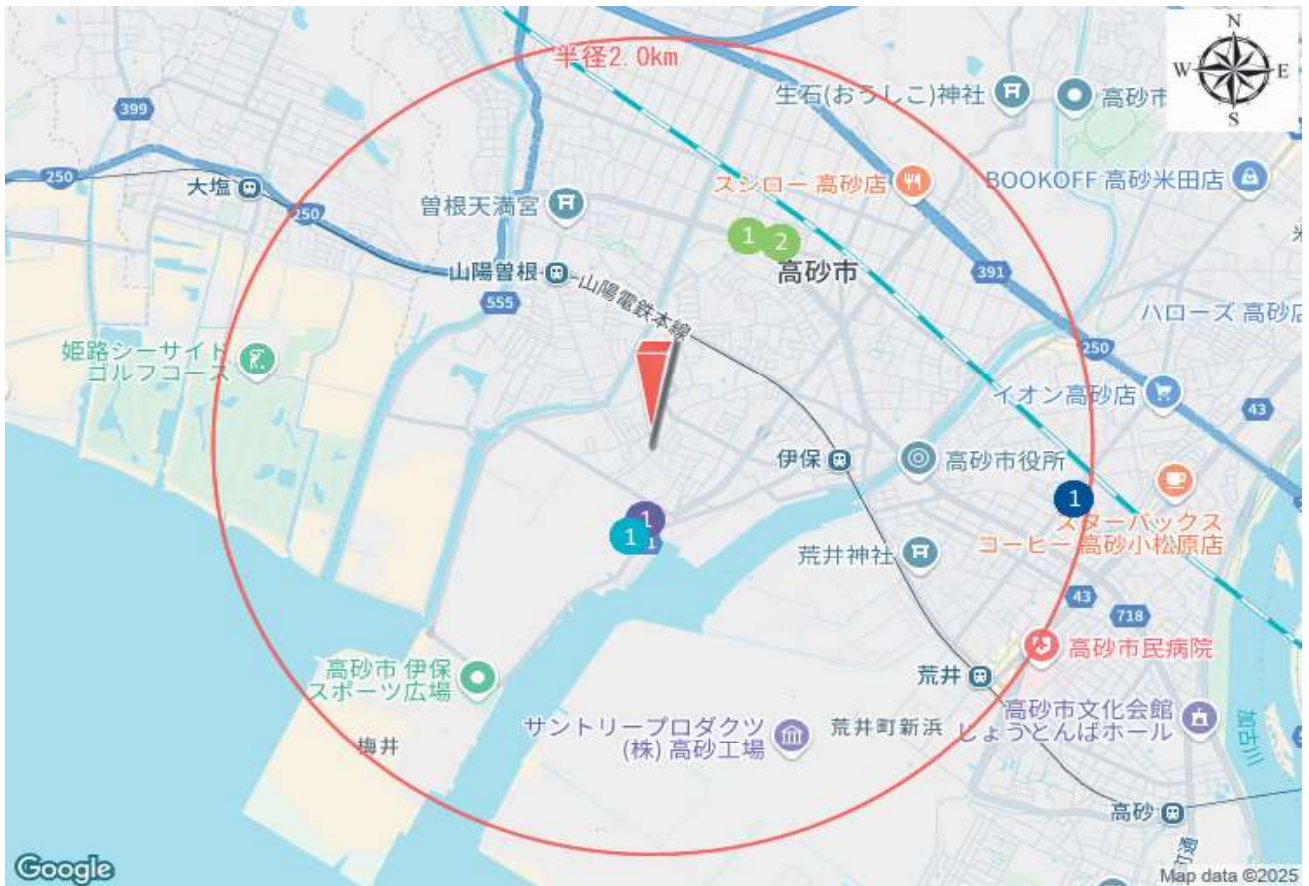 半径2.0km
N
W
E
S
生石(おうしこ)神社
高砂市
399
250
大塩
250
スシロー 高砂店
BOOKOFF 高砂米田店
曽根天満宮
1
2
高砂市
山陽曽根
山陽電鉄本線
391
555
ハローズ 高砂店
250
姫路シーサイド
ゴルフコース
イオン高砂店
43
伊保
高砂市役所
1
スターバックス
コーヒー 高砂小松原店
1
1
荒井神社
43
718
高砂市民病院
高砂市 伊保
スポーツ広場
荒井
サントリープロダクツ
(株) 高砂工場
荒井町新浜
高砂市文化会館
じょうとんばホール
加古川
梅井
高砂
Google
Map data ©2025